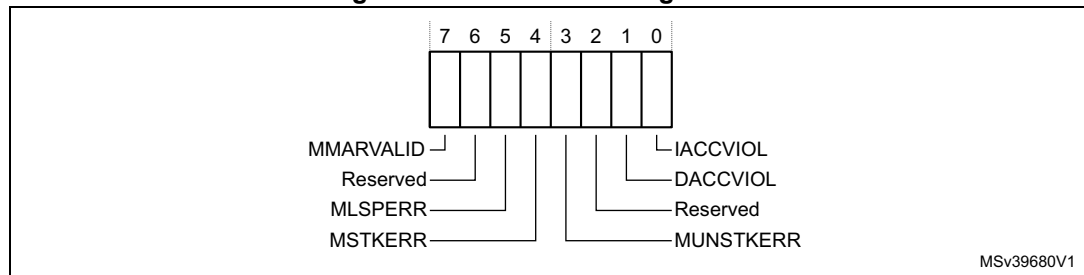 7 6 5 4 3 2 1 0
MMARVALID
IACCVIOL
Reserved
DACCVIOL
MLSPERR
Reserved
MSTKERR
MUNSTKERR
MSv39680V1